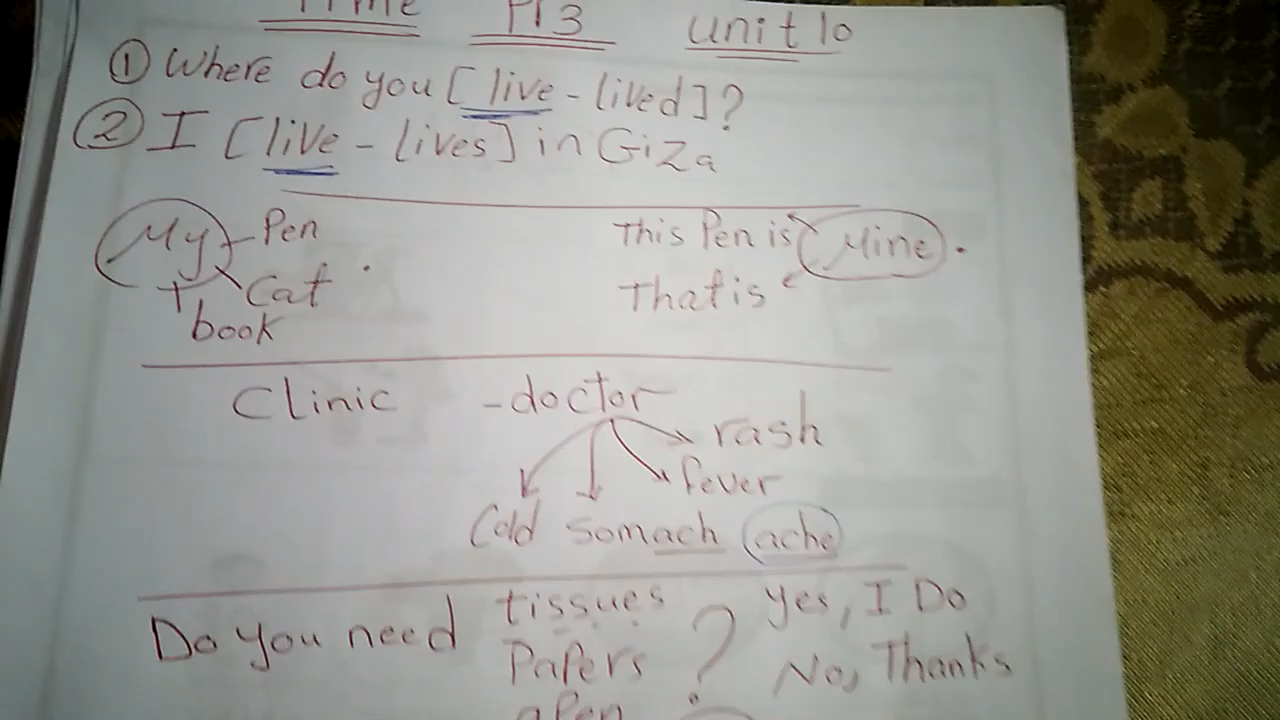 Time P13 unit 10
① Where do you [live - lived]?
② I [live - lives] in Giza
My - Pen
Cat.
book
This Pen is Mine.
That is
Clinic - doctor
rash
fever
Cold somach ache
Do you need tissues
Papers
a Pen
?
Yes, I Do
No, Thanks